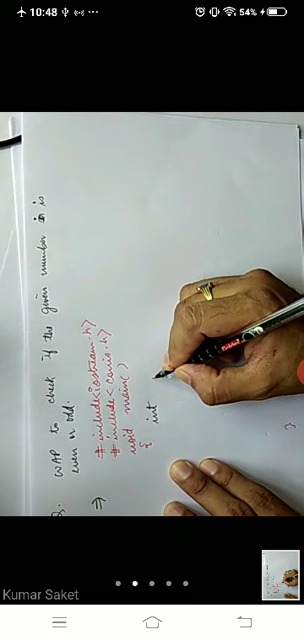 10:48
54%
Q. WAP to check if the given number is
even or odd.
⇒ #include<iostream.h>
#include<conio.h>
void main()
{
int
}
Kumar Saket